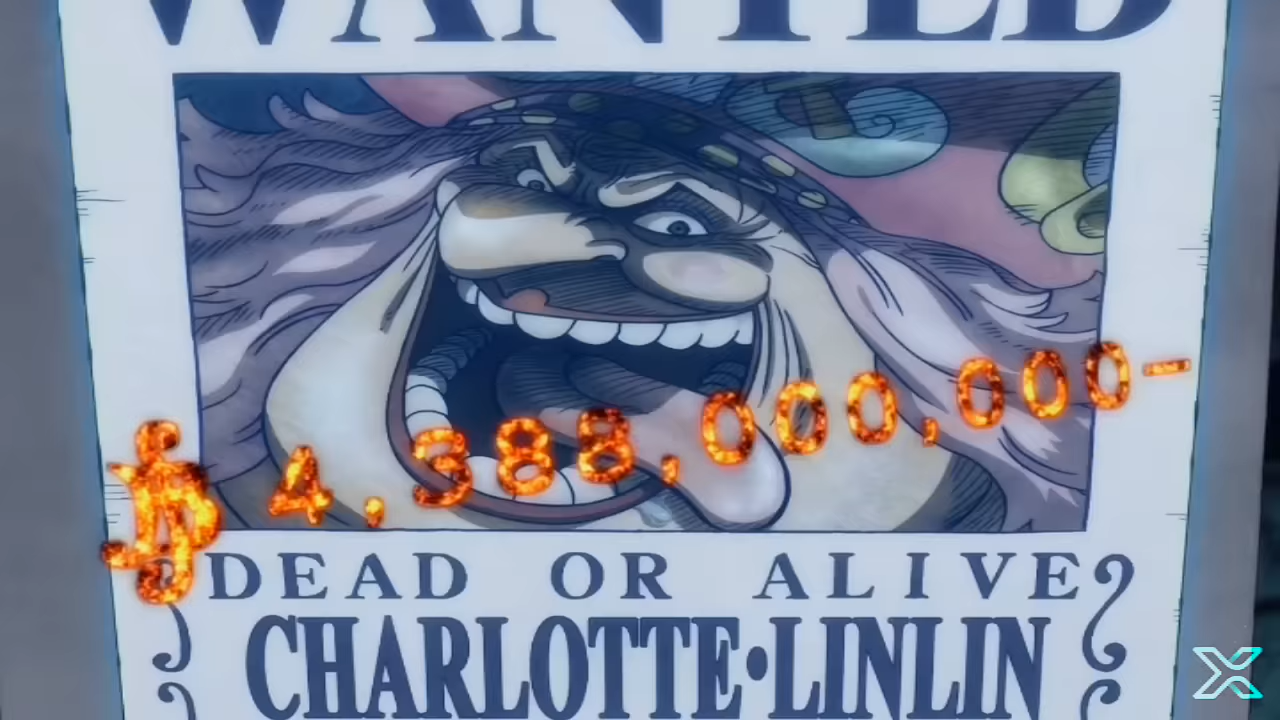 WANTED
฿4,388,000,000-
DEAD OR ALIVE
CHARLOTTE•LINLIN